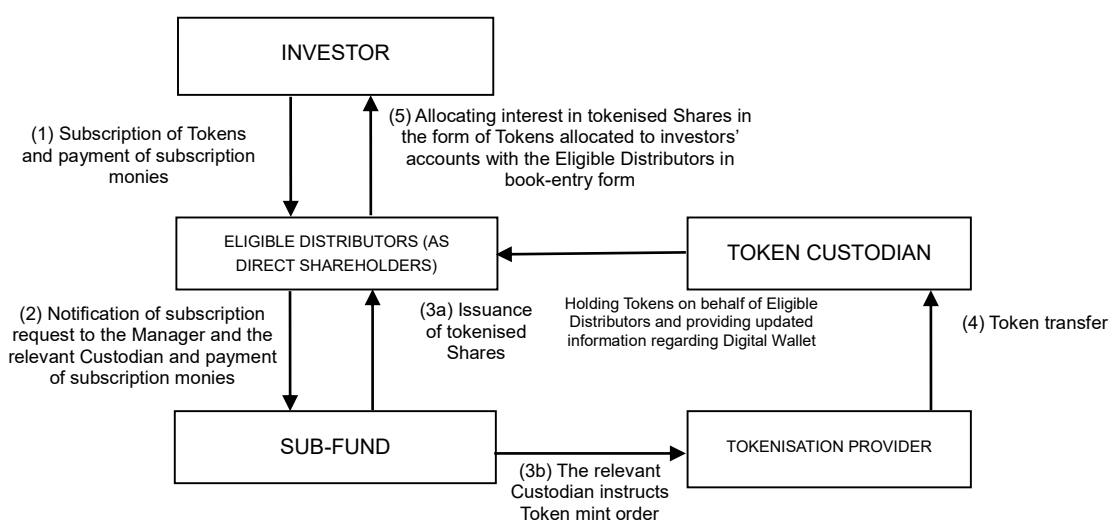 INVESTOR
(1) Subscription of Tokens
and payment of subscription
monies
(5) Allocating interest in tokenised Shares in
the form of Tokens allocated to investors’
accounts with the Eligible Distributors in
book-entry form
ELIGIBLE DISTRIBUTORS (AS
DIRECT SHAREHOLDERS)
TOKEN CUSTODIAN
(2) Notification of subscription
request to the Manager and the
relevant Custodian and payment
of subscription monies
(3a) Issuance
of tokenised
Shares
Holding Tokens on behalf of Eligible
Distributors and providing updated
information regarding Digital Wallet
(4) Token transfer
SUB-FUND
TOKENISATION PROVIDER
(3b) The relevant
Custodian instructs
Token mint order